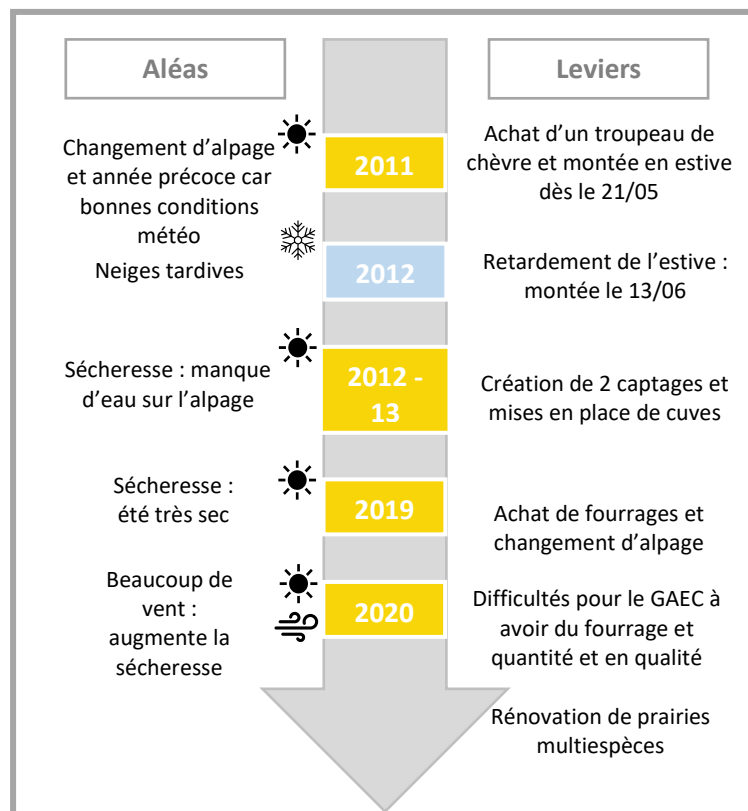 Aléas
Leviers
Changement d’alpage
et année précoce car
bonnes conditions
météo
2011
Achat d’un troupeau de
chèvre et montée en estive
dès le 21/05
Neiges tardives
2012
Retardement de l’estive :
montée le 13/06
Sécheresse : manque
d’eau sur l’alpage
2012 -
13
Création de 2 captages et
mises en place de cuves
Sécheresse :
été très sec
2019
Achat de fourrages et
changement d’alpage
Beaucoup de
vent :
augmente la
sécheresse
2020
Difficultés pour le GAEC à
avoir du fourrage et
quantité et en qualité
Rénovation de prairies
multiespèces